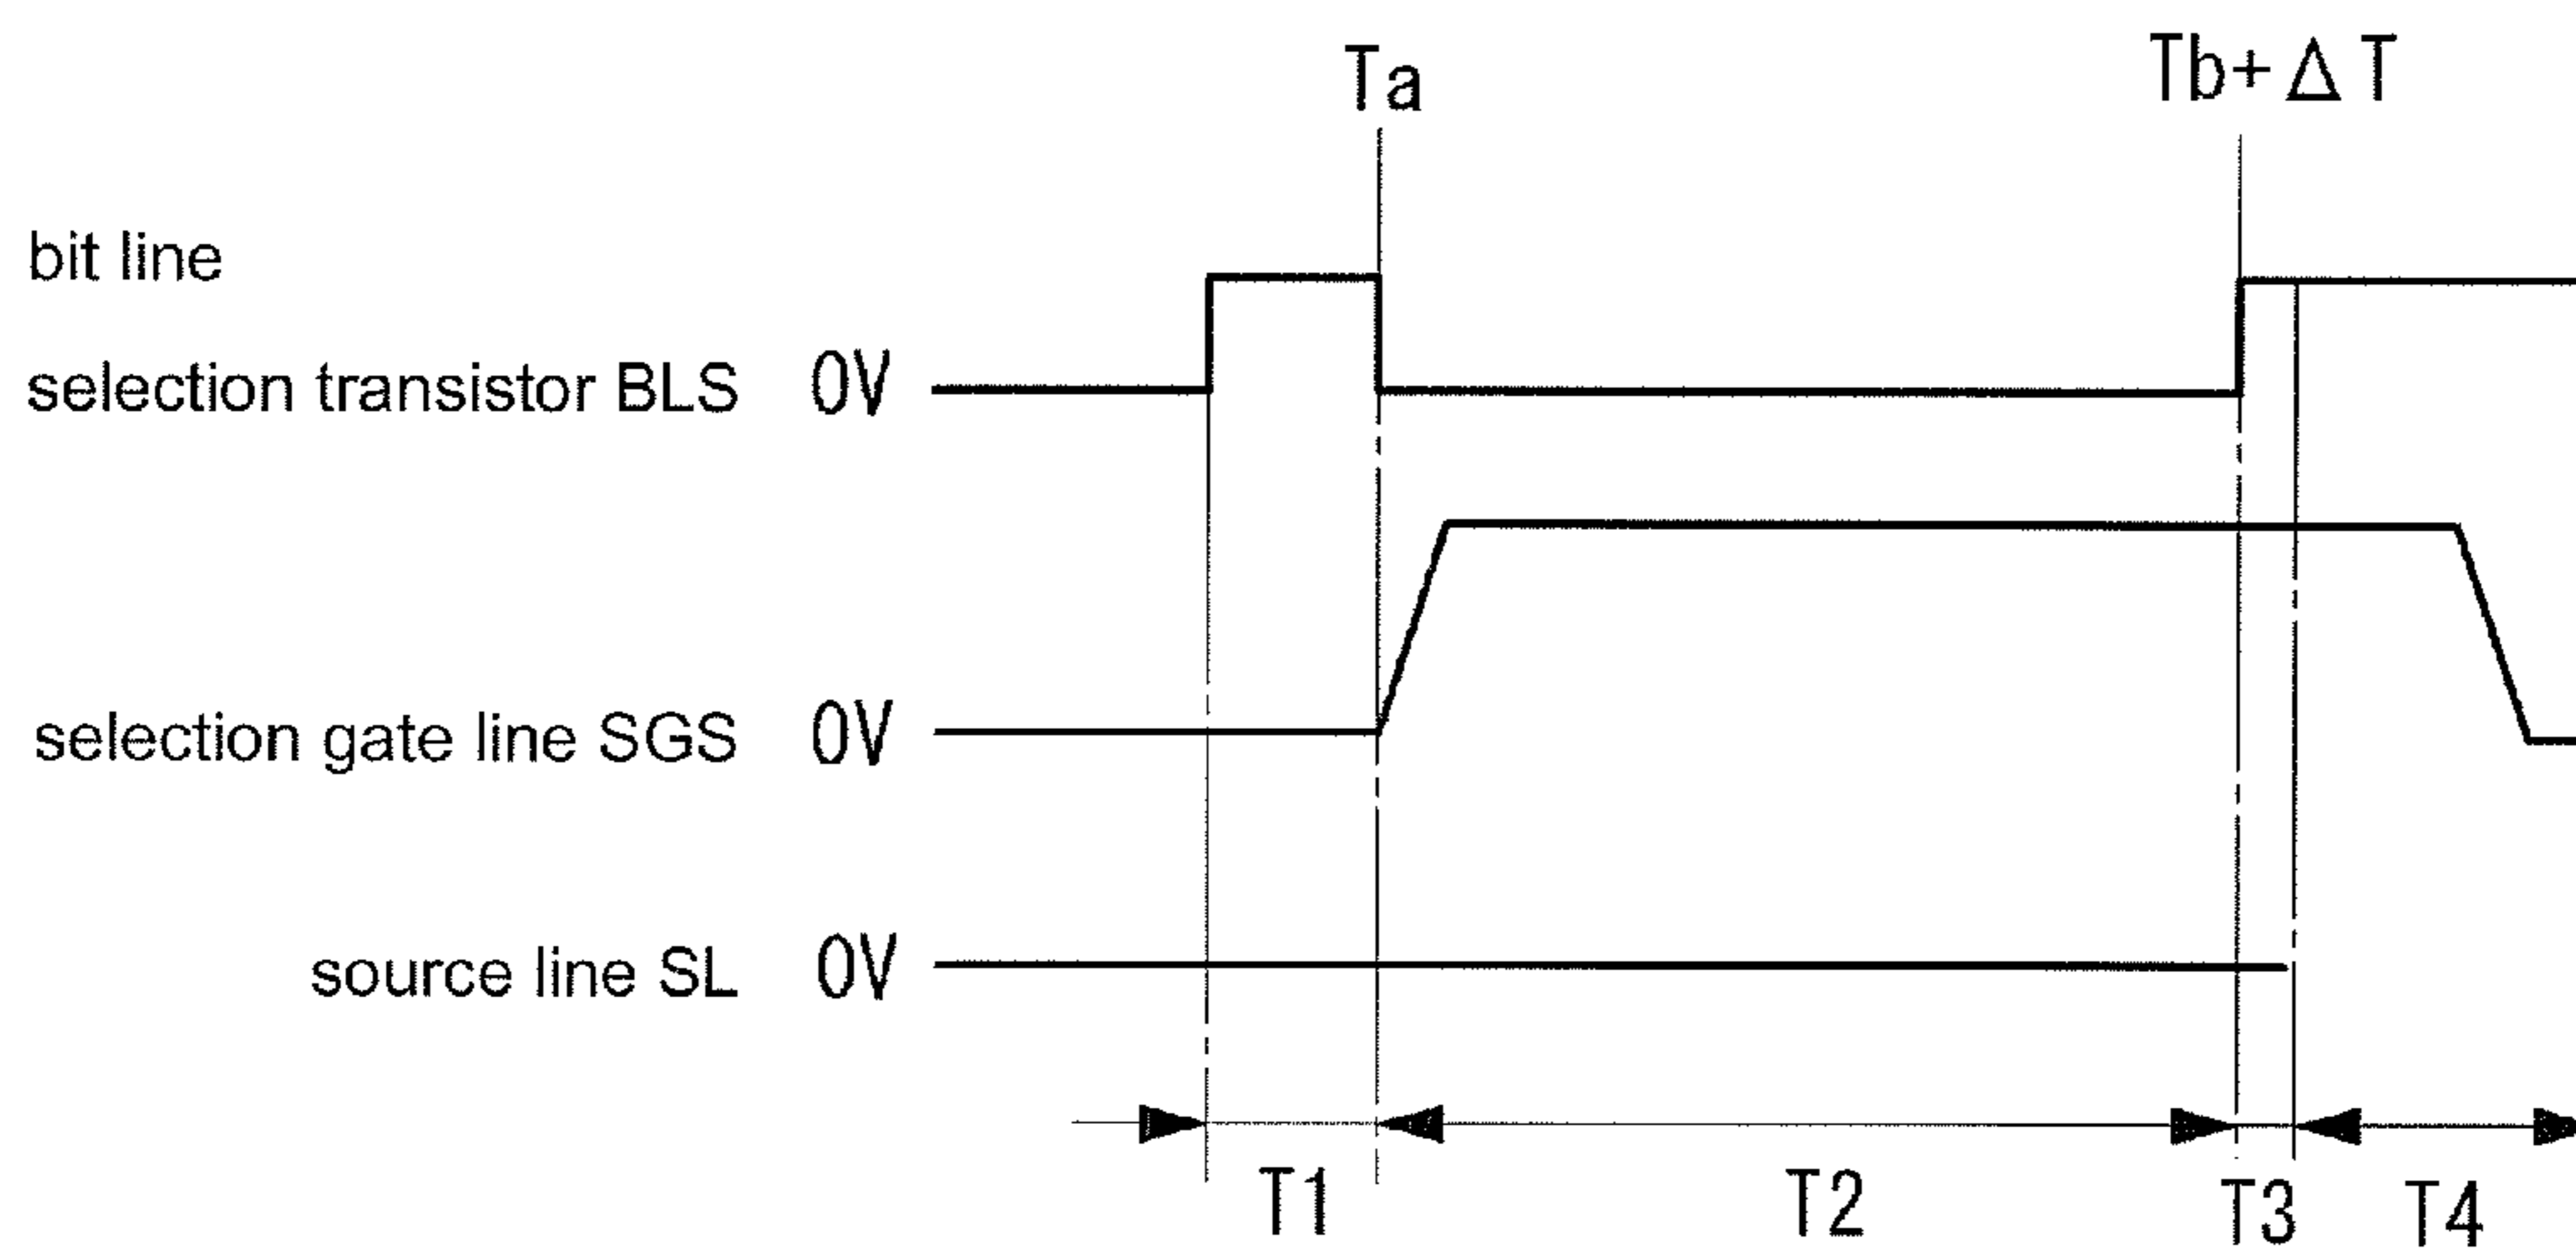 Ta
Tb+ΔT
bit line
selection transistor BLS 0V
selection gate line SGS 0V
source line SL 0V
T1
T2
T3
T4